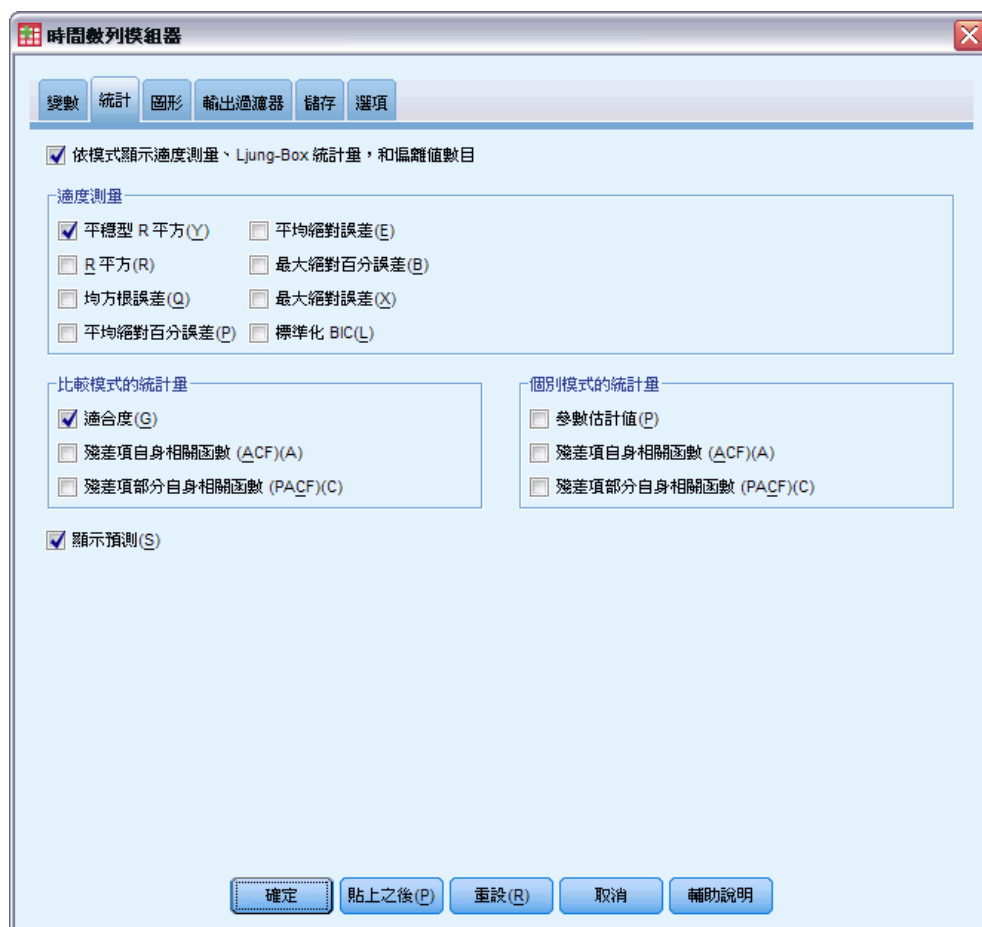 時間數列模組器
變數 統計 圖形 輸出過濾器 儲存 選項
依模式顯示適度測量、Ljung-Box 統計量，和偏離值數目
適度測量
平穩型 R 平方(Y) 平均絕對誤差(E)
R 平方(R) 最大絕對百分誤差(B)
均方根誤差(Q) 最大絕對誤差(X)
平均絕對百分誤差(P) 標準化 BIC(L)
比較模式的統計量 個別模式的統計量
適合度(G) 參數估計值(P)
殘差項自身相關函數 (ACF)(A) 殘差項自身相關函數 (ACF)(A)
殘差項部分自身相關函數 (PACF)(C) 殘差項部分自身相關函數 (PACF)(C)
顯示預測(S)
確定 貼上之後(P) 重設(R) 取消 輔助說明